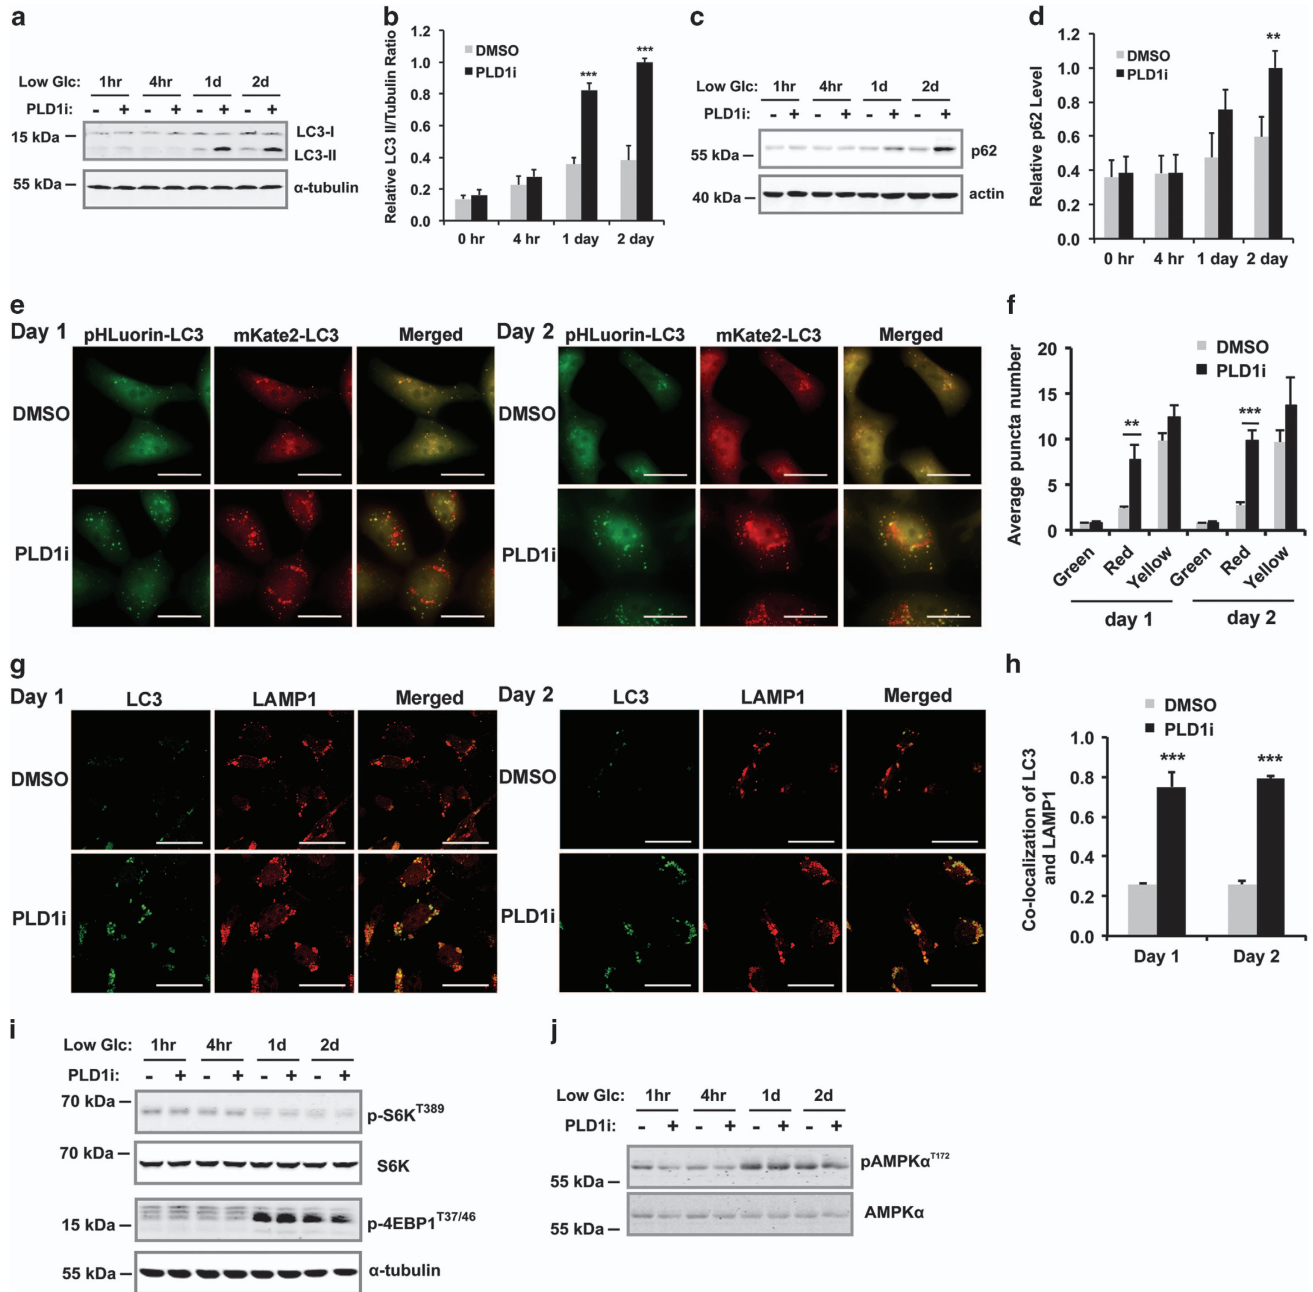 a
Low Glc: 1hr 4hr 1d 2d
PLD1i: - + - + - + - +
15 kDa
LC3-I
LC3-II
55 kDa
α-tubulin
b
Relative LC3 II/Tubulin Ratio
1.2
1.0
0.8
0.6
0.4
0.2
0.0
DMSO
PLD1i
***
***
0 hr 4 hr 1 day 2 day
c
Low Glc: 1hr 4hr 1d 2d
PLD1i: - + - + - + - +
55 kDa
p62
40 kDa
actin
d
Relative p62 Level
1.2
1.0
0.8
0.6
0.4
0.2
0.0
DMSO
PLD1i
**
0 hr 4 hr 1 day 2 day
e
Day 1 pHLuorin-LC3 mKate2-LC3 Merged
DMSO
PLD1i
Day 2 pHLuorin-LC3 mKate2-LC3 Merged
DMSO
PLD1i
f
Average puncta number
20
15
10
5
0
DMSO
PLD1i
**
***
Green Red Yellow Green Red Yellow
day 1 day 2
g
Day 1 LC3 LAMP1 Merged
DMSO
PLD1i
Day 2 LC3 LAMP1 Merged
DMSO
PLD1i
h
DMSO
PLD1i
Co-localization of LC3
and LAMP1
1.0
0.8
0.6
0.4
0.2
0.0
***
***
Day 1 Day 2
i
Low Glc: 1hr 4hr 1d 2d
PLD1i: - + - + - + - +
70 kDa
p-S6KT389
70 kDa
S6K
15 kDa
p-4EBP1T37/46
55 kDa
α-tubulin
j
Low Glc: 1hr 4hr 1d 2d
PLD1i: - + - + - + - +
pAMPKαT172
55 kDa
AMPKα
55 kDa